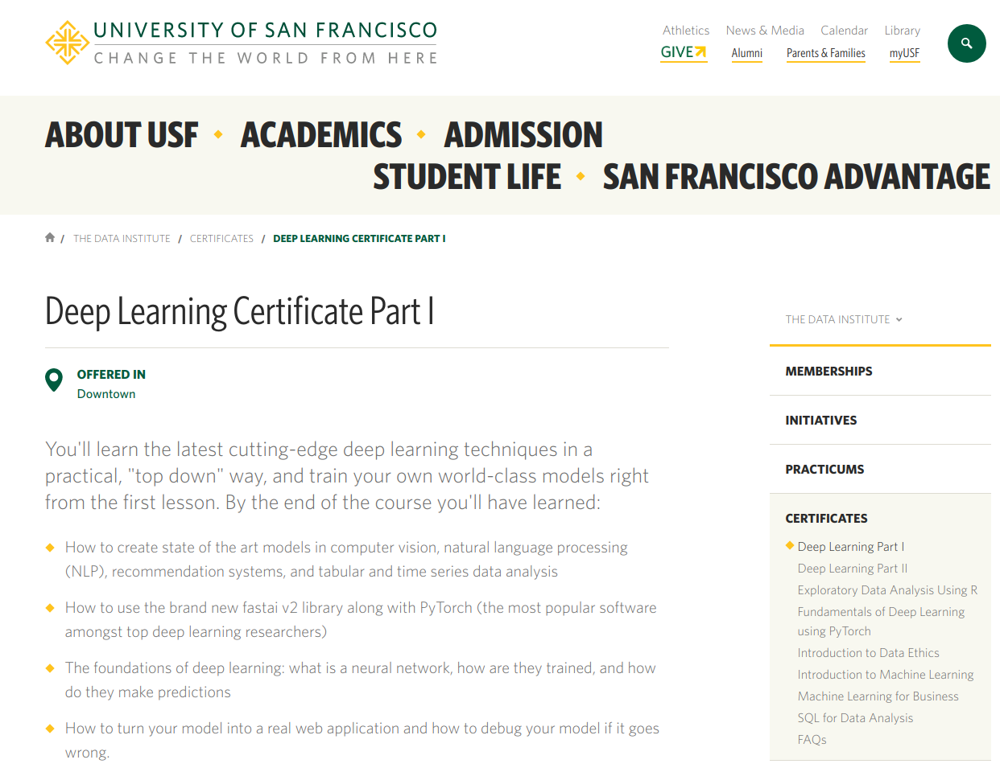 UNIVERSITY OF SAN FRANCISCO
CHANGE THE WORLD FROM HERE
Athletics News & Media Calendar Library
GIVE Alumni Parents & Families myUSF
ABOUT USF ACADEMICS ADMISSION
STUDENT LIFE SAN FRANCISCO ADVANTAGE
/ THE DATA INSTITUTE / CERTIFICATES / DEEP LEARNING CERTIFICATE PART I
Deep Learning Certificate Part I
OFFERED IN
Downtown
You'll learn the latest cutting-edge deep learning techniques in a
practical, "top down" way, and train your own world-class models right
from the first lesson. By the end of the course you'll have learned:
How to create state of the art models in computer vision, natural language processing
(NLP), recommendation systems, and tabular and time series data analysis
How to use the brand new fastai v2 library along with PyTorch (the most popular software
amongst top deep learning researchers)
The foundations of deep learning: what is a neural network, how are they trained, and how
do they make predictions
How to turn your model into a real web application and how to debug your model if it goes
wrong.
THE DATA INSTITUTE
MEMBERSHIPS
INITIATIVES
PRACTICUMS
CERTIFICATES
Deep Learning Part I
Deep Learning Part II
Exploratory Data Analysis Using R
Fundamentals of Deep Learning
using PyTorch
Introduction to Data Ethics
Introduction to Machine Learning
Machine Learning for Business
SQL for Data Analysis
FAQs